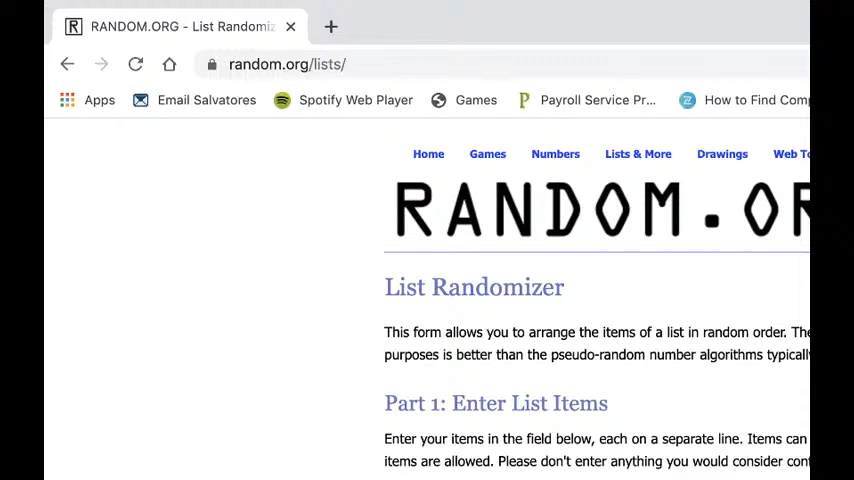 RANDOM.ORG - List Randomiz
random.org/lists/
Apps Email Salvatores Spotify Web Player Games Payroll Service Pr... How to Find Comp
Home Games Numbers Lists & More Drawings Web To
RANDOM.OR
List Randomizer
This form allows you to arrange the items of a list in random order. The
purposes is better than the pseudo-random number algorithms typically
Part 1: Enter List Items
Enter your items in the field below, each on a separate line. Items can
items are allowed. Please don't enter anything you would consider con